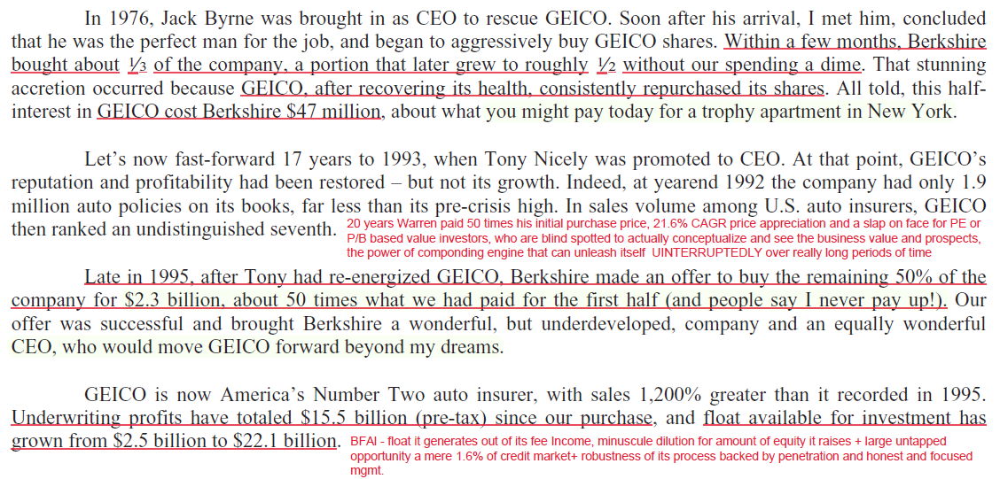 In 1976, Jack Byrne was brought in as CEO to rescue GEICO. Soon after his arrival, I met him, concluded
that he was the perfect man for the job, and began to aggressively buy GEICO shares. Within a few months, Berkshire
bought about ⅓ of the company, a portion that later grew to roughly ½ without our spending a dime. That stunning
accretion occurred because GEICO, after recovering its health, consistently repurchased its shares. All told, this half-
interest in GEICO cost Berkshire $47 million, about what you might pay today for a trophy apartment in New York.
Let’s now fast-forward 17 years to 1993, when Tony Nicely was promoted to CEO. At that point, GEICO’s
reputation and profitability had been restored – but not its growth. Indeed, at yearend 1992 the company had only 1.9
million auto policies on its books, far less than its pre-crisis high. In sales volume among U.S. auto insurers, GEICO
then ranked an undistinguished seventh.
20 years Warren paid 50 times his initial purchase price, 21.6% CAGR price appreciation and a slap on face for PE or
P/B based value investors, who are blind spotted to actually conceptualize and see the business value and prospects,
the power of componding engine that can unleash itself UINTERRUPTEDLY over really long periods of time
Late in 1995, after Tony had re-energized GEICO, Berkshire made an offer to buy the remaining 50% of the
company for $2.3 billion, about 50 times what we had paid for the first half (and people say I never pay up!). Our
offer was successful and brought Berkshire a wonderful, but underdeveloped, company and an equally wonderful
CEO, who would move GEICO forward beyond my dreams.
GEICO is now America’s Number Two auto insurer, with sales 1,200% greater than it recorded in 1995.
Underwriting profits have totaled $15.5 billion (pre-tax) since our purchase, and float available for investment has
grown from $2.5 billion to $22.1 billion.
BFAI - float it generates out of its fee Income, minuscule dilution for amount of equity it raises + large untapped
opportunity a mere 1.6% of credit market+ robustness of its process backed by penetration and honest and focused
mgmt.